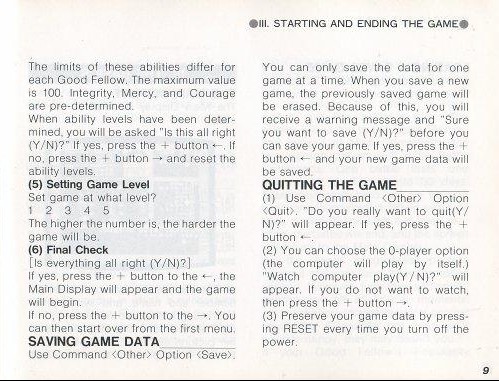 ●III. STARTING AND ENDING THE GAME●
The limits of these abilities differ for
each Good Fellow. The maximum value
is 100. Integrity, Mercy, and Courage
are pre-determined.
When ability levels have been deter-
mined, you will be asked "Is this all right
(Y/N)?" If yes, press the + button ←. If
no, press the + button → and reset the
ability levels.
(5) Setting Game Level
Set game at what level?
1 2 3 4 5
The higher the number is, the harder the
game will be.
(6) Final Check
[Is everything all right (Y/N)?]
If yes, press the + button to the ←, the
Main Display will appear and the game
will begin.
If no, press the + button to the →. You
can then start over from the first menu.
SAVING GAME DATA
Use Command <Other> Option <Save>.
You can only save the data for one
game at a time. When you save a new
game, the previously saved game will
be erased. Because of this, you will
receive a warning message and "Sure
you want to save (Y/N)?" before you
can save your game. If yes, press the +
button ← and your new game data will
be saved.
QUITTING THE GAME
(1) Use Command <Other> Option
<Quit>. "Do you really want to quit(Y/
N)?" will appear. If yes, press the +
button ←.
(2) You can choose the 0-player option
(the computer will play by itself.)
"Watch computer play(Y/N)?" will
appear. If you do not want to watch,
then press the + button →.
(3) Preserve your game data by press-
ing RESET every time you turn off the
power.
9